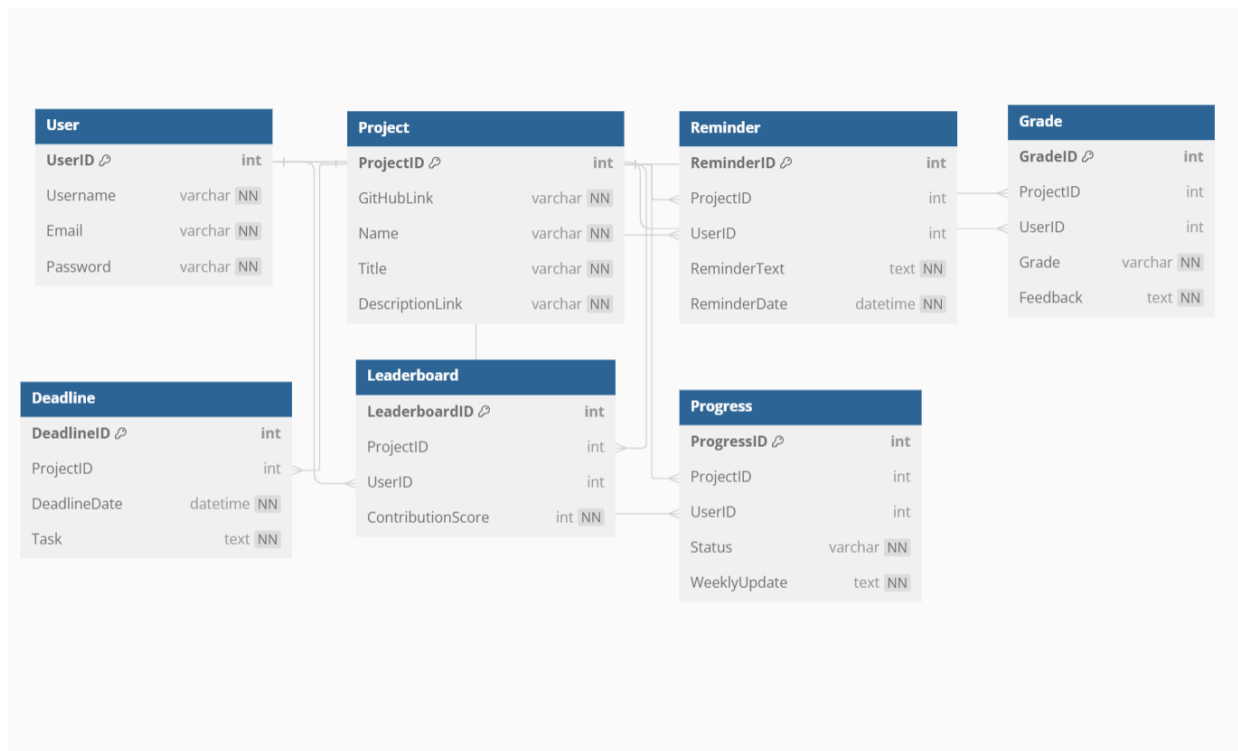 User
UserID int
Username varchar NN
Email varchar NN
Password varchar NN
Project
ProjectID int
GitHubLink varchar NN
Name varchar NN
Title varchar NN
DescriptionLink varchar NN
Reminder
ReminderID int
ProjectID int
UserID int
ReminderText text NN
ReminderDate datetime NN
Grade
GradeID int
ProjectID int
UserID int
Grade varchar NN
Feedback text NN
Deadline
DeadlineID int
ProjectID int
DeadlineDate datetime NN
Task text NN
Leaderboard
LeaderboardID int
ProjectID int
UserID int
ContributionScore int NN
Progress
ProgressID int
ProjectID int
UserID int
Status varchar NN
WeeklyUpdate text NN